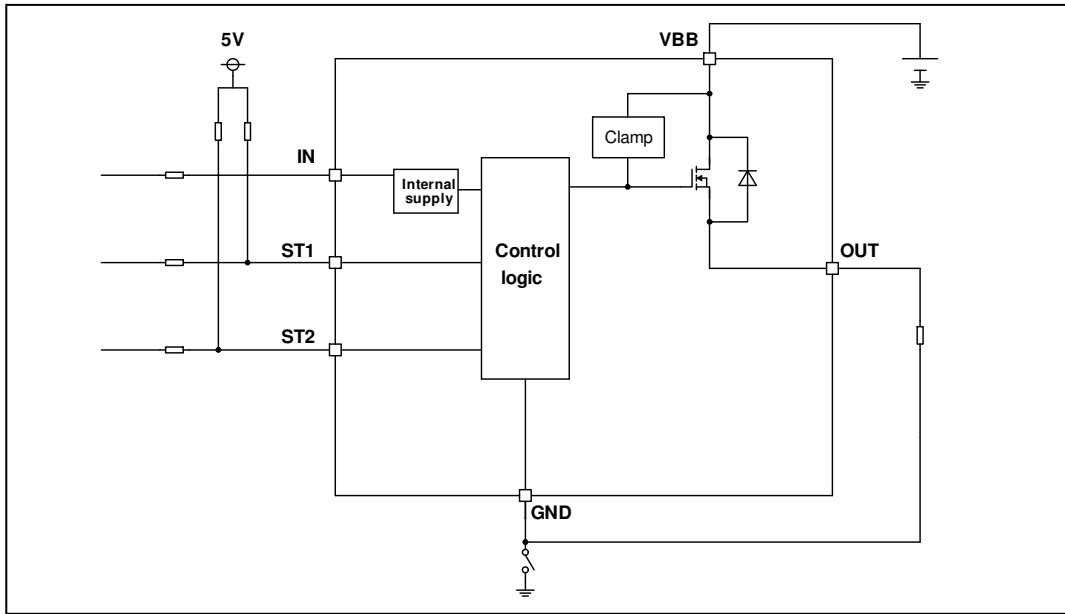 5V
VBB
Clamp
IN
Internal
supply
Control
logic
ST1
OUT
ST2
GND